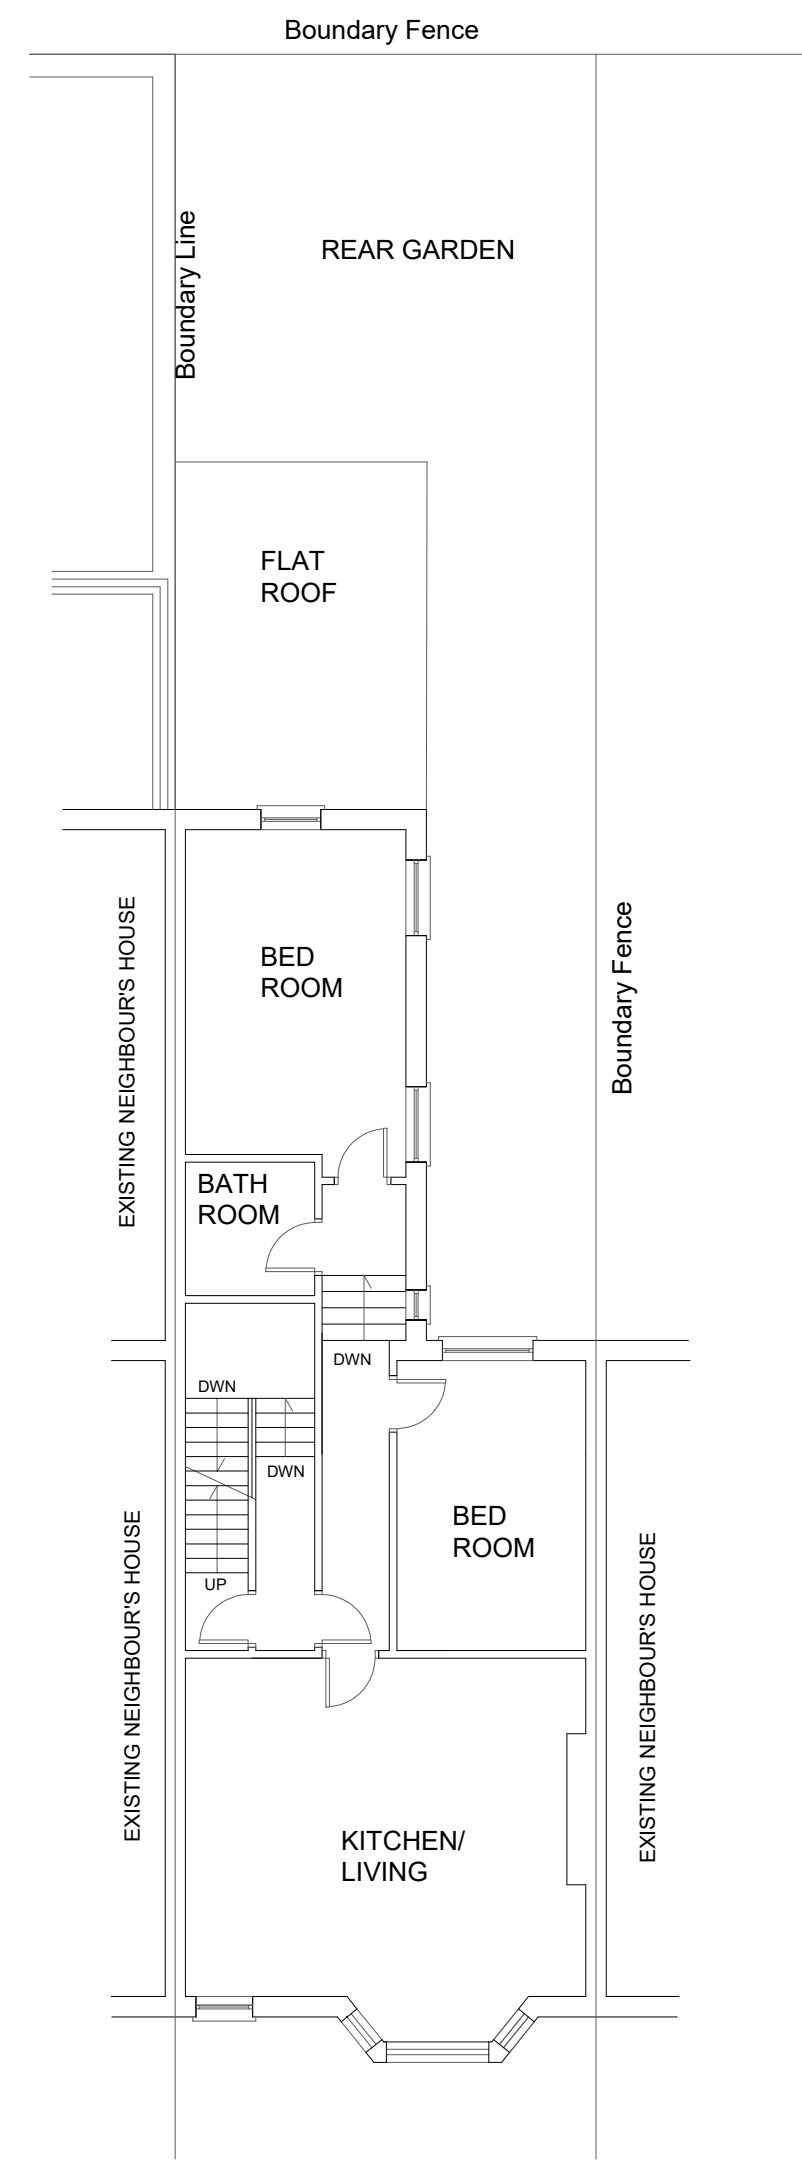 Boundary Fence
Boundary Line
REAR GARDEN
FLAT
ROOF
EXISTING NEIGHBOUR'S HOUSE
BED
ROOM
Boundary Fence
BATH
ROOM
DWN
DWN
DWN
UP
BED
ROOM
EXISTING NEIGHBOUR'S HOUSE
EXISTING NEIGHBOUR'S HOUSE
KITCHEN/
LIVING